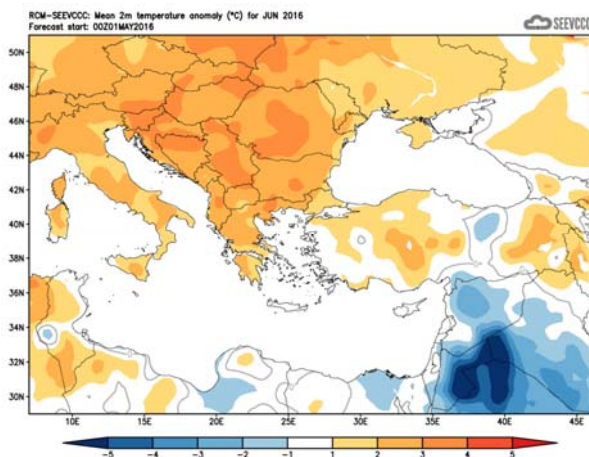 RCM-SEEVCCC: Mean 2m temperature anomaly (°C) for JUN 2016
Forecast start: 00Z01MAY2016
SEEVCCC
50N
48N
46N
44N
42N
40N
38N
36N
34N
32N
30N
10E 15E 20E 25E 30E 35E 40E 45E
-5 -4 -3 -2 -1 1 2 3 4 5